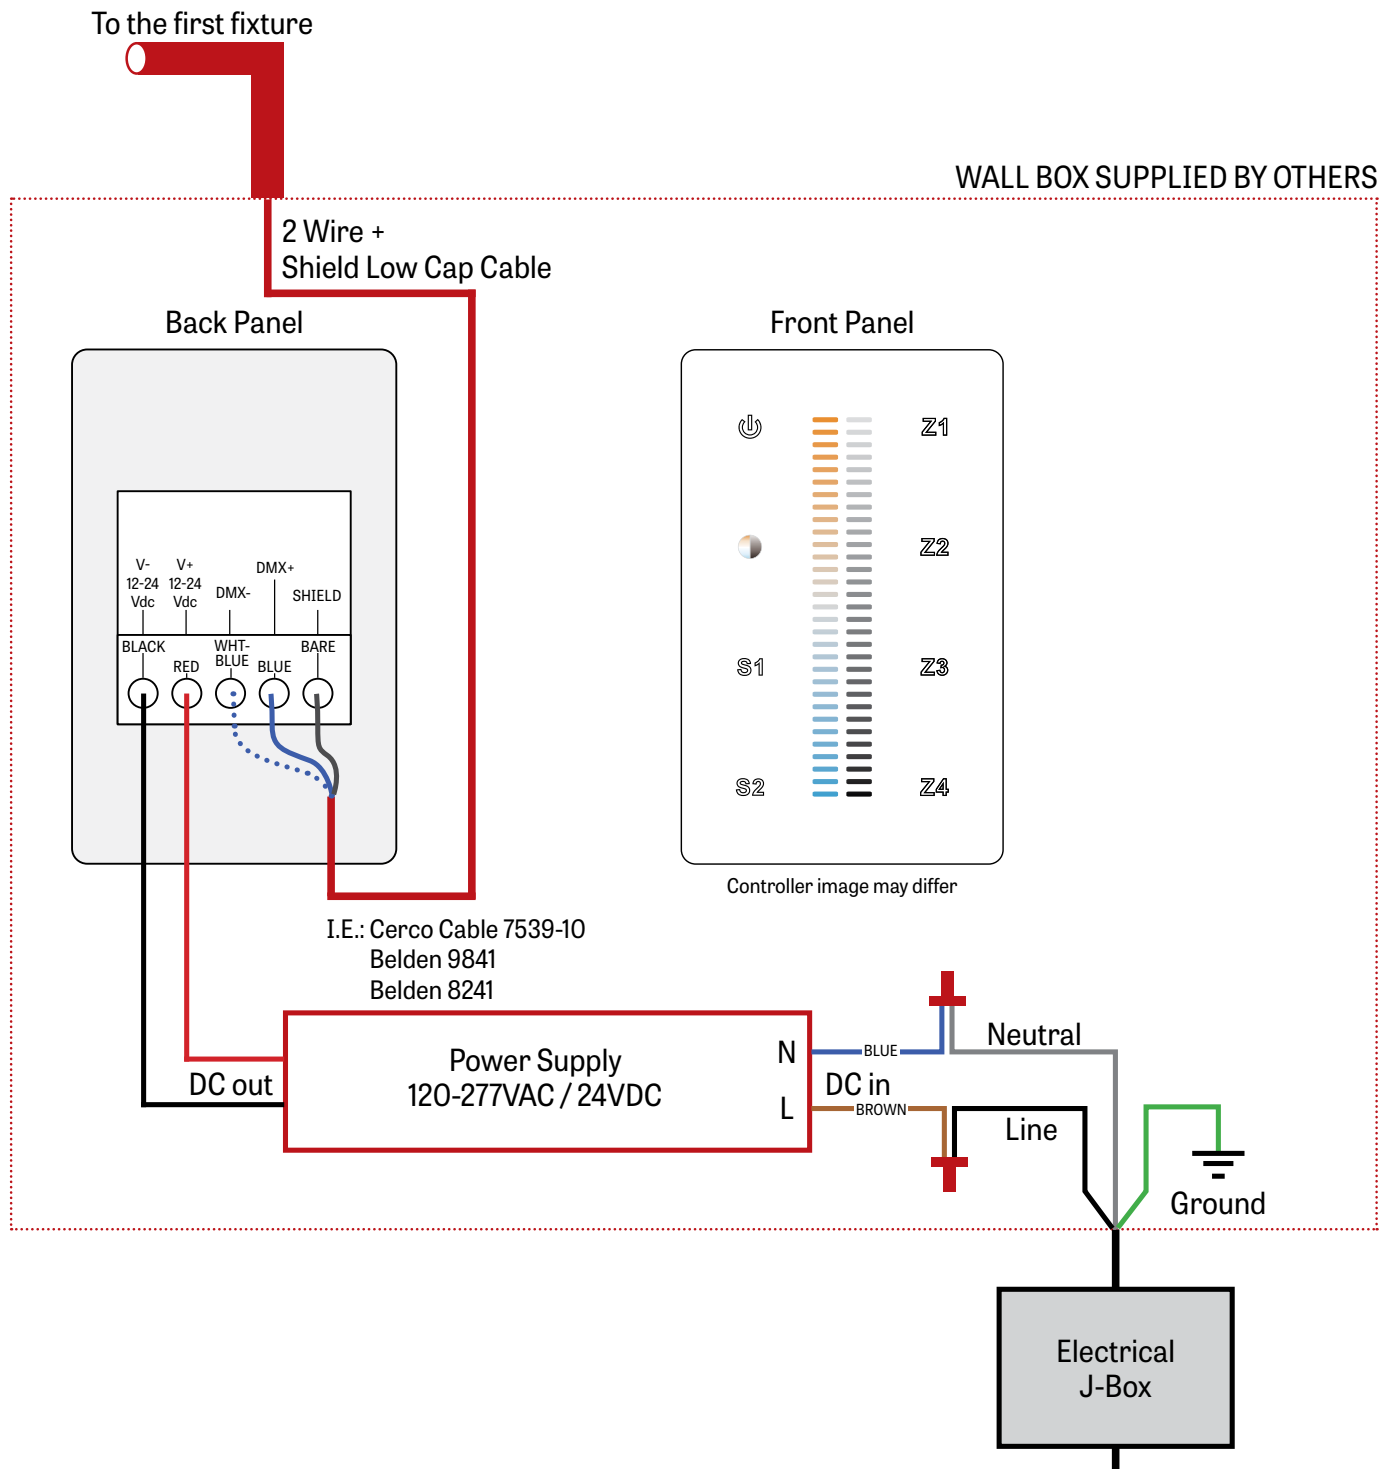 To the first fixture
WALL BOX SUPPLIED BY OTHERS
2 Wire +
Shield Low Cap Cable
Back Panel
Front Panel
V-
12-24
Vdc
V+
12-24
Vdc
DMX-
DMX+
SHIELD
BLACK
RED
WHT-
BLUE
BLUE
BARE
Z1
Z2
S1
Z3
S2
Z4
Controller image may differ
I.E.: Cerco Cable 7539-10
Belden 9841
Belden 8241
Power Supply
120-277VAC / 24VDC
DC out
N
L
DC in
BLUE
BROWN
Neutral
Line
Ground
Electrical
J-Box